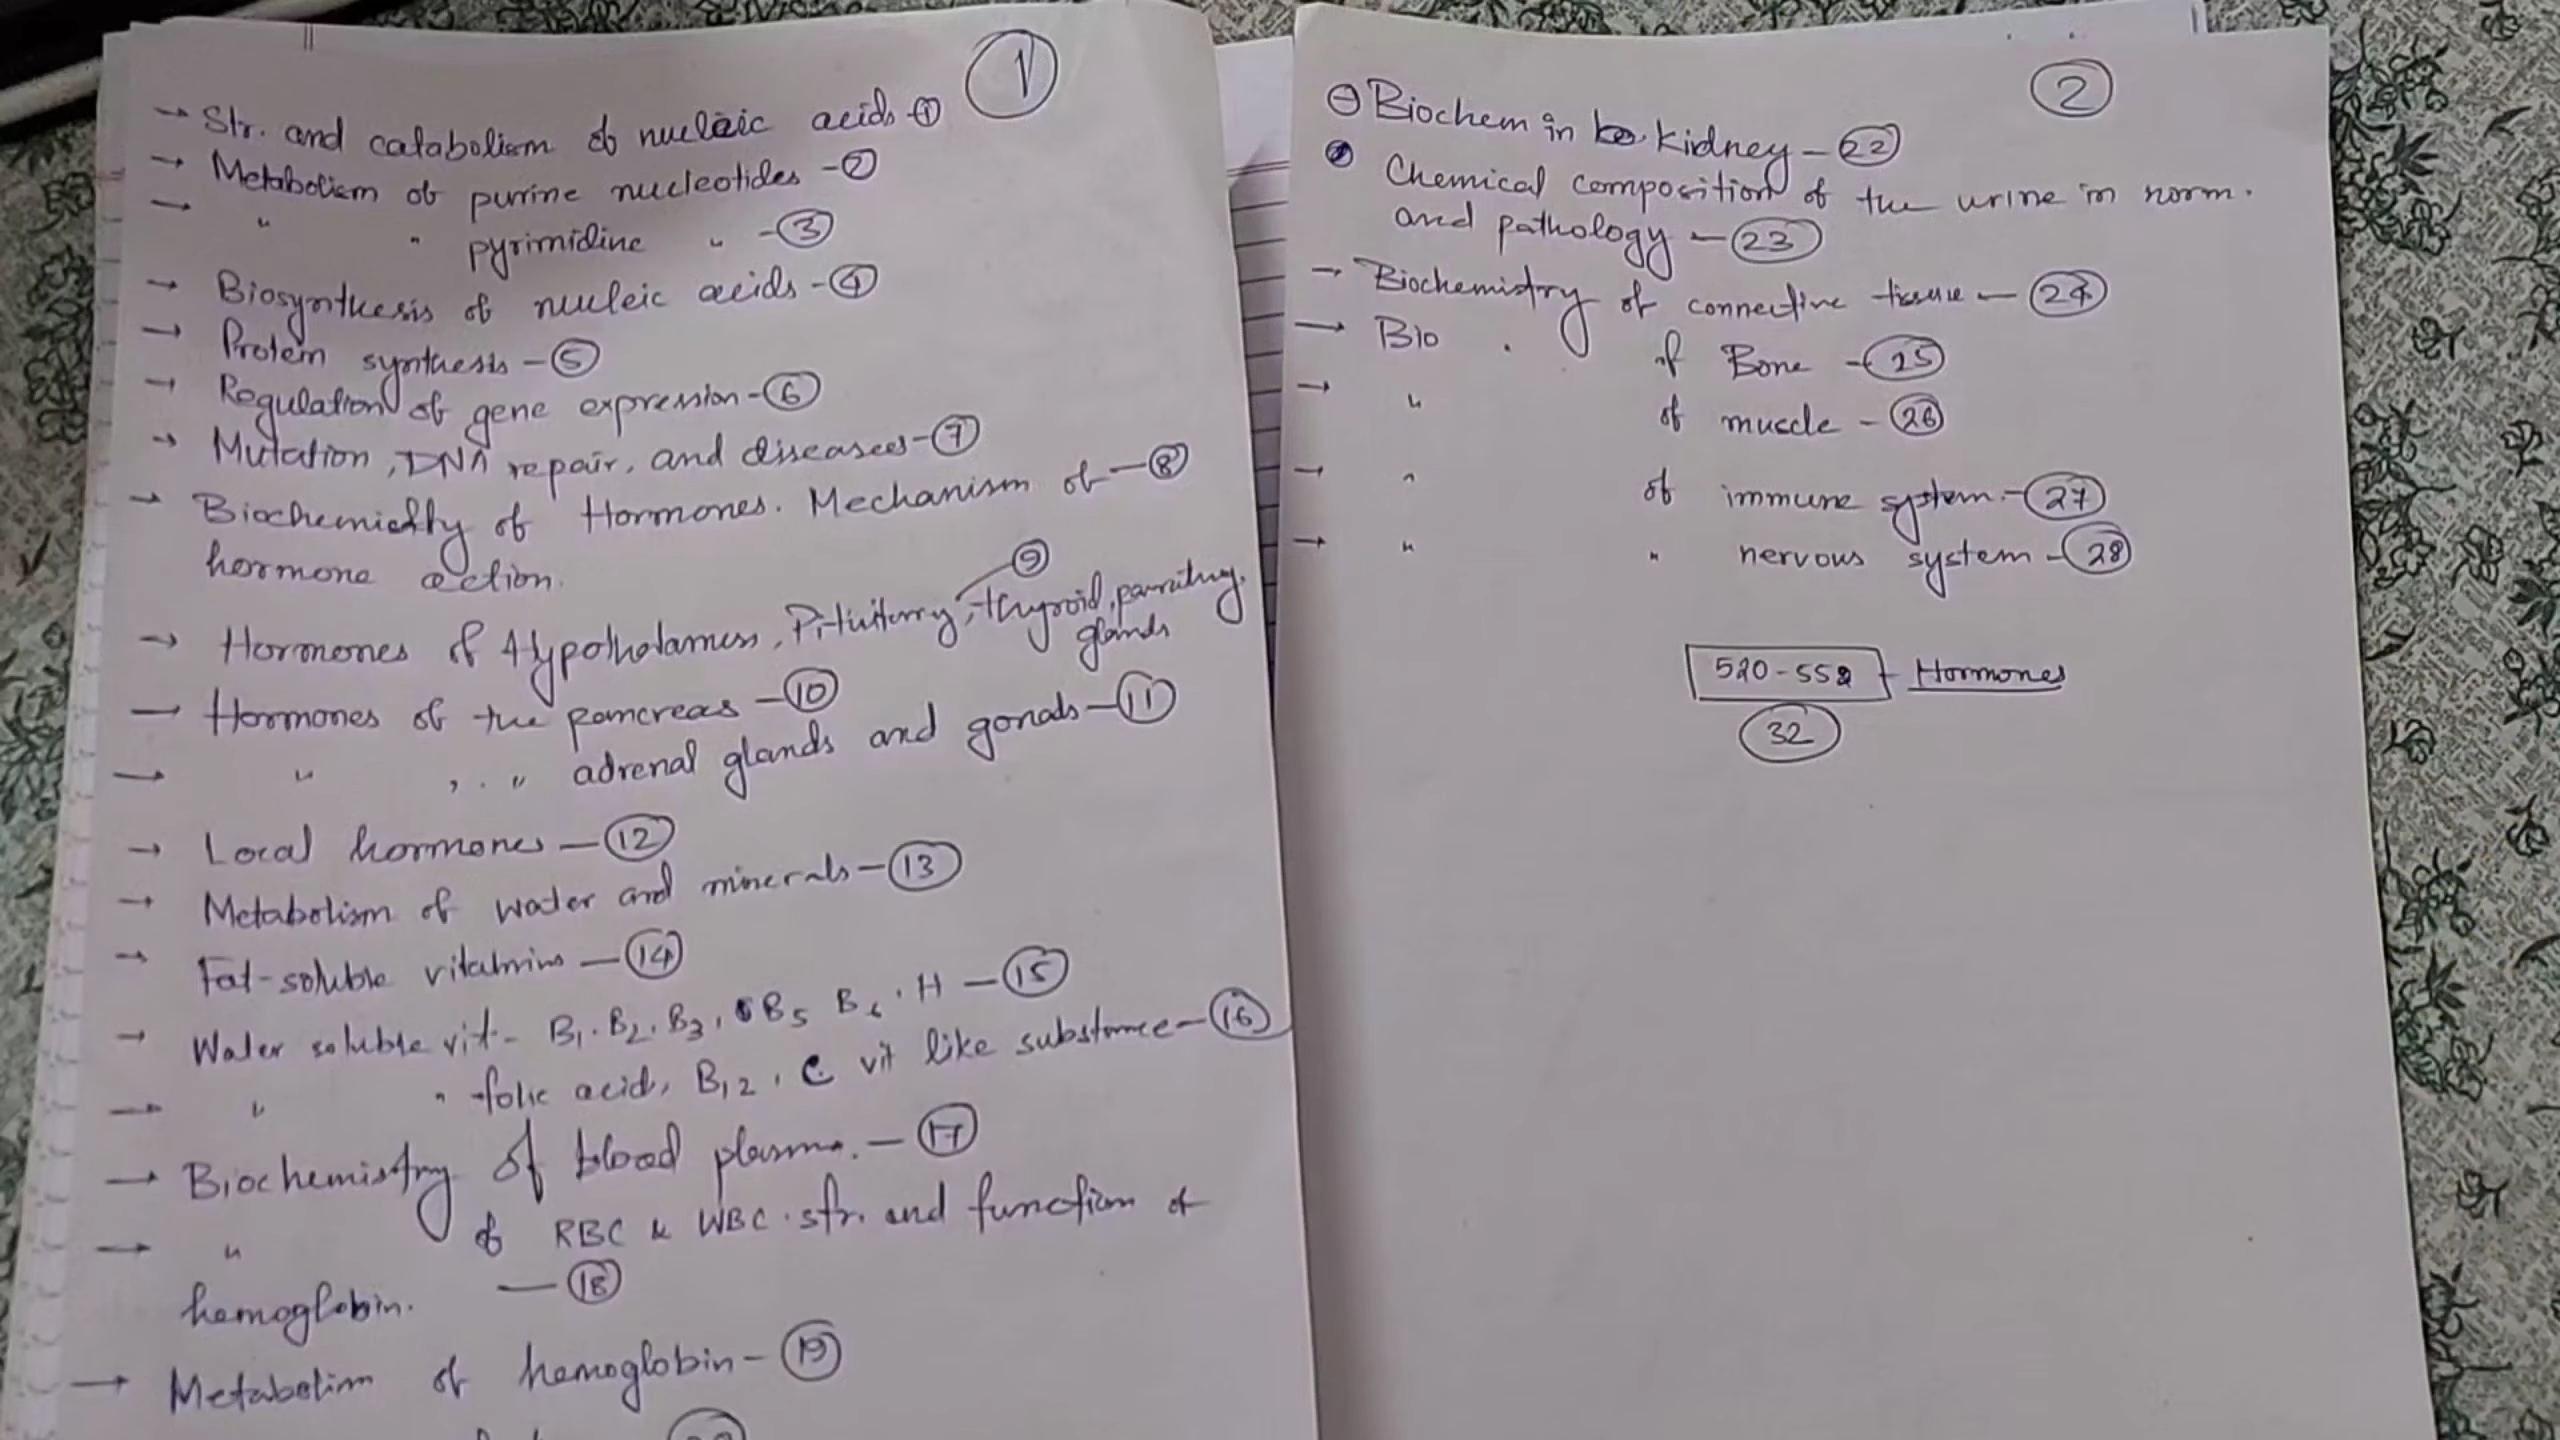 1
→ Str. and catabolism of nucleic acids - 1
→ Metabolism of purine nucleotides - 2
→ " " pyrimidine " - 3
→ Biosynthesis of nucleic acids - 4
→ Protein synthesis - 5
→ Regulation of gene expression - 6
→ Mutation, DNA repair, and diseases - 7
→ Biochemistry of Hormones. Mechanism of - 8
hormone action.
9
→ Hormones of Hypothalamus, Pituitary, thyroid,
glands
→ Hormones of the pancreas - 10
→ " " " adrenal glands and gonads - 11
→ Local hormones - 12
→ Metabolism of water and minerals - 13
→ Fat-soluble vitamins - 14
→ Water soluble vit - B1. B2. B3, B5 B6. H - 15
→ " " folic acid, B12, C vit like substance - 16
→ Biochemistry of blood plasma. - 17
→ " of RBC & WBC. str. and function of
hemoglobin. - 18
→ Metabolism of hemoglobin - 19
2
Biochem in kidney - 22
Chemical composition of the urine in norm.
and pathology - 23
→ Biochemistry of connective tissue - 24
→ Bio . of Bone - 25
→ " of muscle - 26
→ " of immune system. - 27
→ " " nervous system - 28
520-552 - Hormones
32